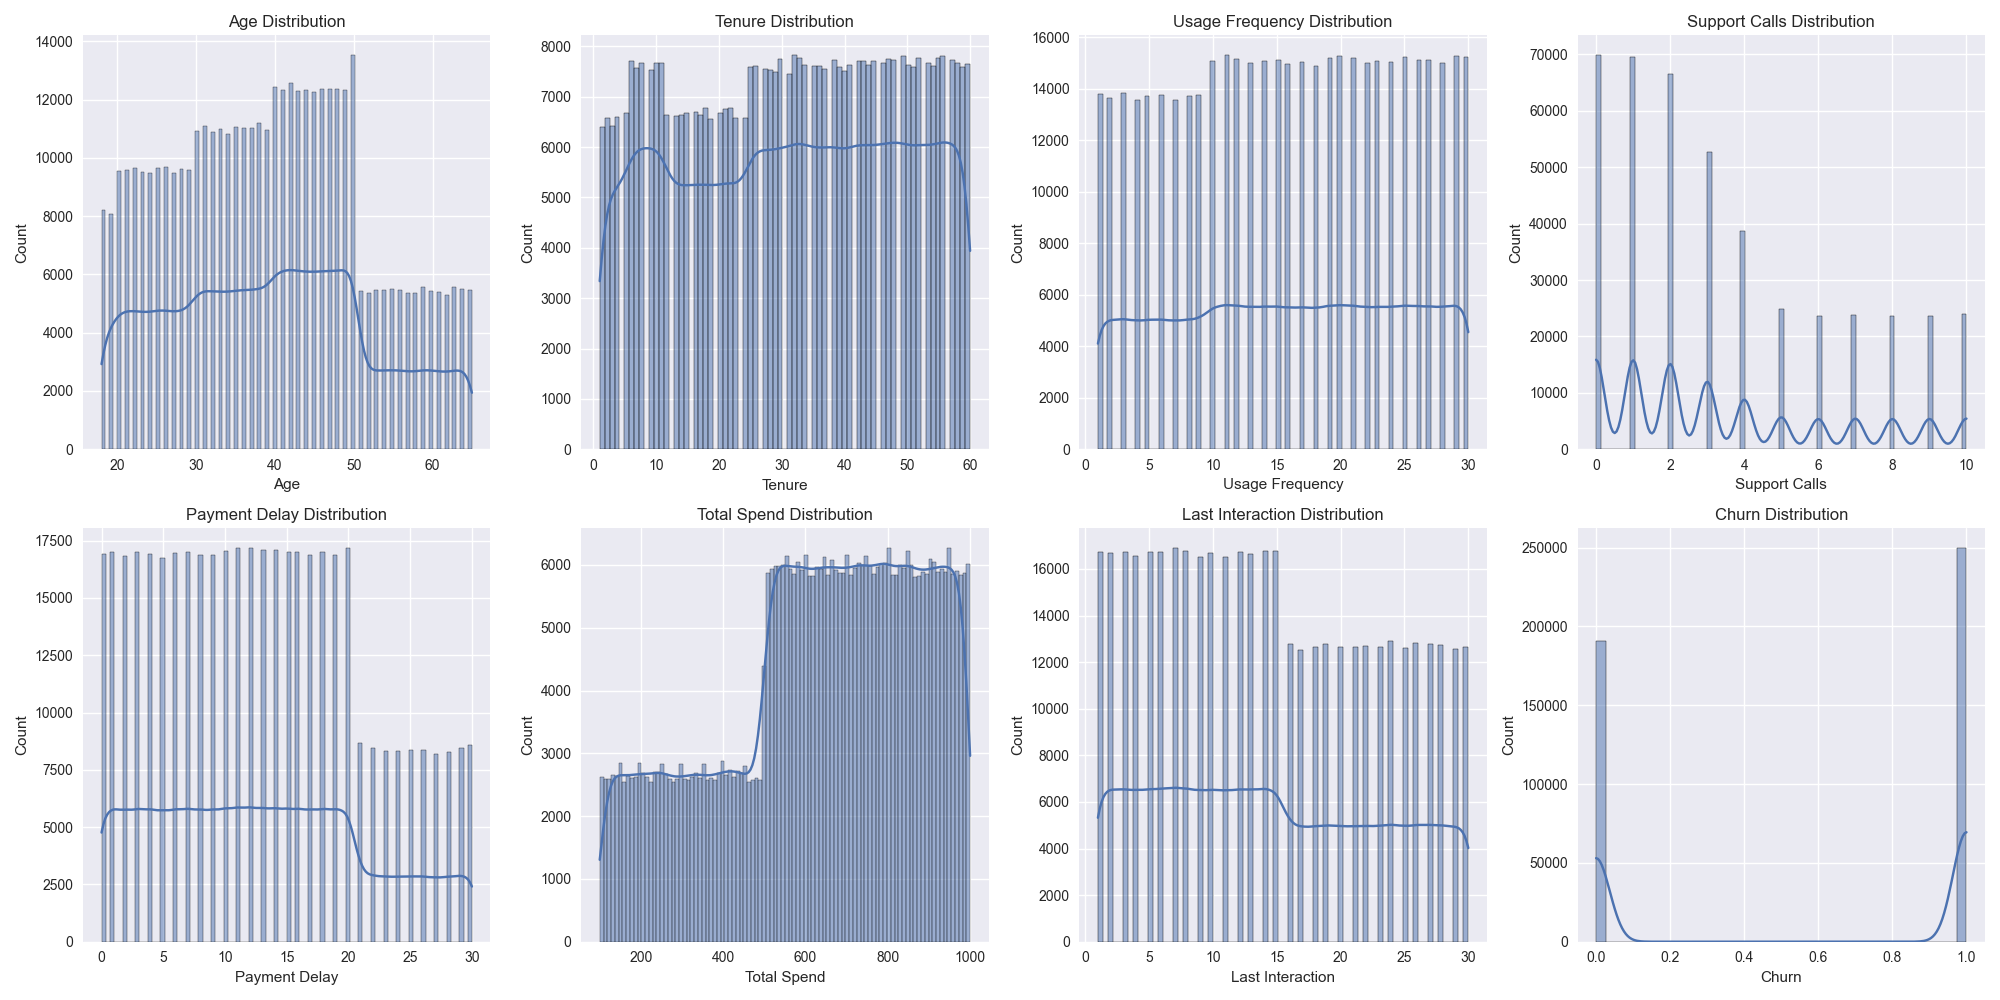 Age Distribution
14000
12000
10000
8000
6000
4000
2000
0
Count
20 30 40 50 60
Age
Tenure Distribution
8000
7000
6000
5000
4000
3000
2000
1000
0
Count
0 10 20 30 40 50 60
Tenure
Usage Frequency Distribution
16000
14000
12000
10000
8000
6000
4000
2000
0
Count
0 5 10 15 20 25 30
Usage Frequency
Support Calls Distribution
70000
60000
50000
40000
30000
20000
10000
0
Count
0 2 4 6 8 10
Support Calls
Payment Delay Distribution
17500
15000
12500
10000
7500
5000
2500
0
Count
0 5 10 15 20 25 30
Payment Delay
Total Spend Distribution
6000
5000
4000
3000
2000
1000
0
Count
200 400 600 800 1000
Total Spend
Last Interaction Distribution
16000
14000
12000
10000
8000
6000
4000
2000
0
Count
0 5 10 15 20 25 30
Last Interaction
Churn Distribution
250000
200000
150000
100000
50000
0
Count
0.0 0.2 0.4 0.6 0.8 1.0
Churn